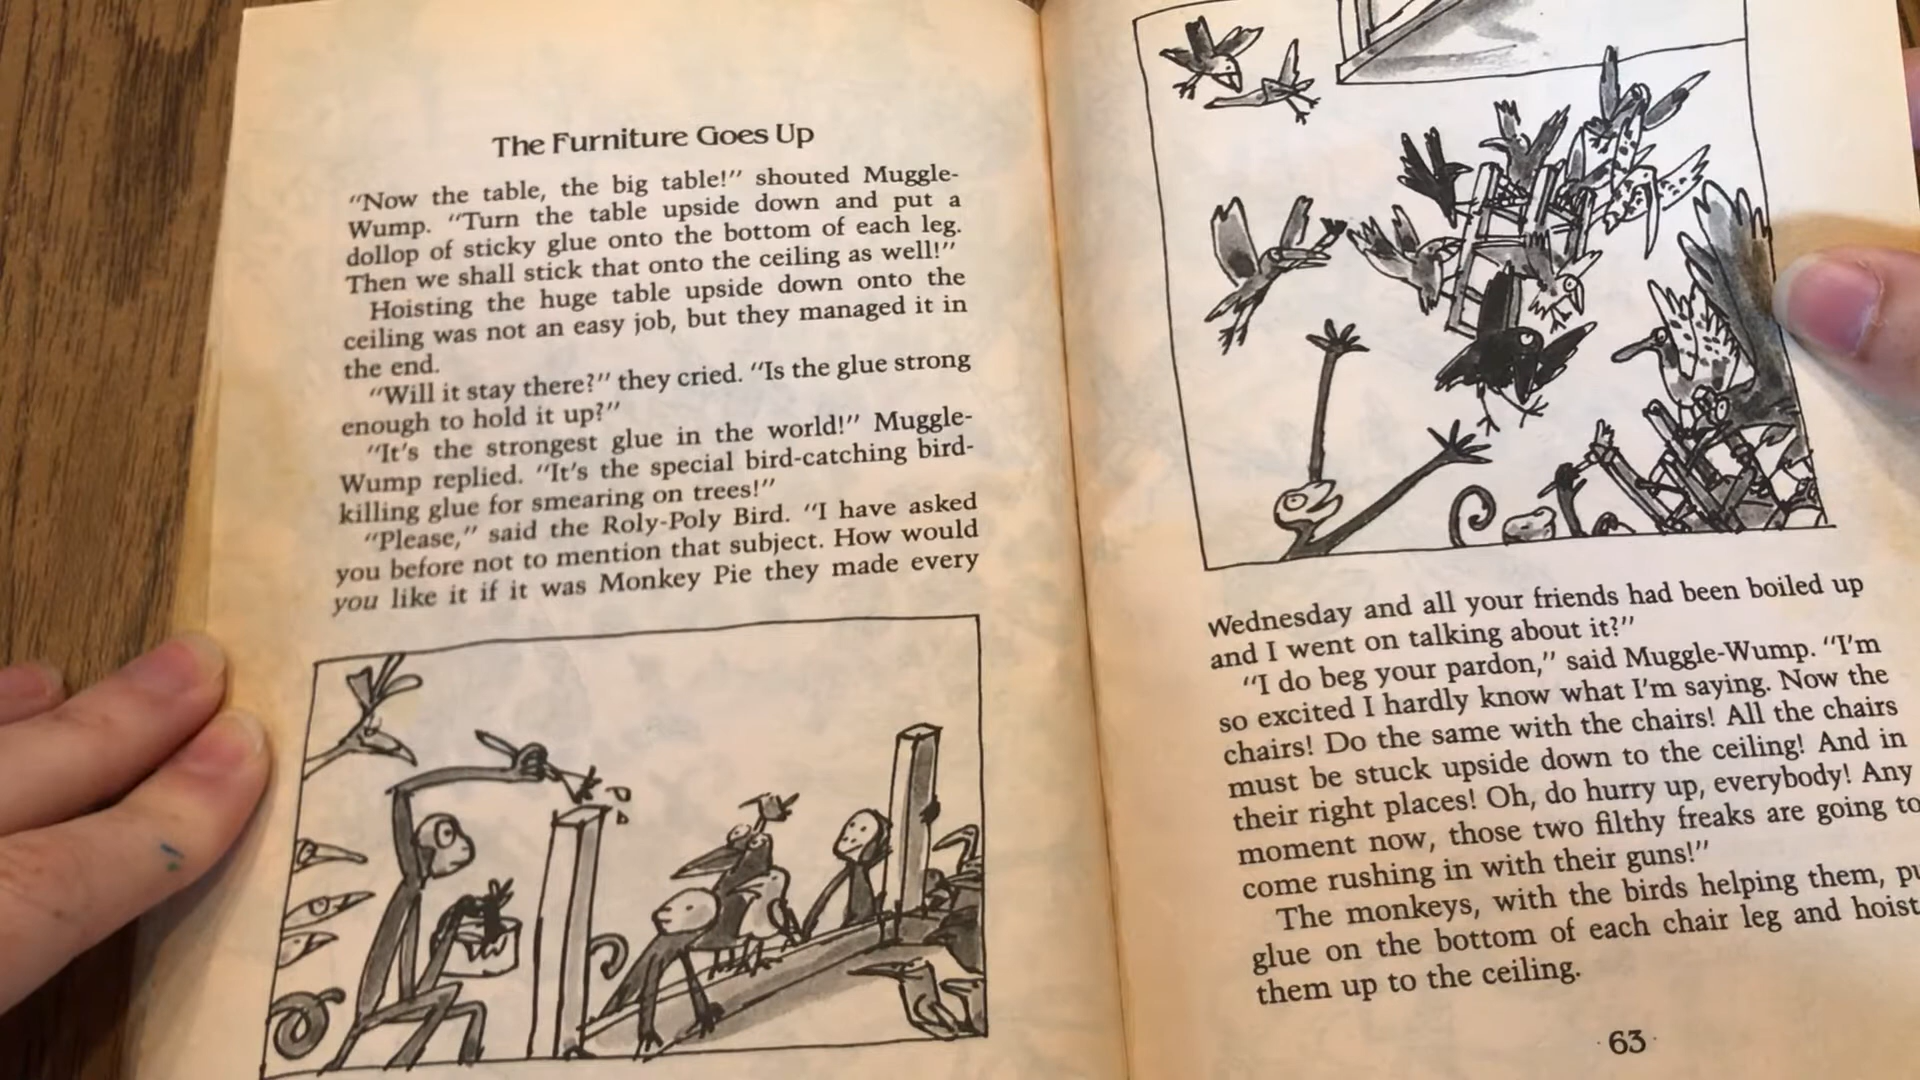 The Furniture Goes Up
“Now the table, the big table!” shouted Muggle-
Wump. “Turn the table upside down and put a
dollop of sticky glue onto the bottom of each leg.
Then we shall stick that onto the ceiling as well!”
Hoisting the huge table upside down onto the
ceiling was not an easy job, but they managed it in
the end.
“Will it stay there?” they cried. “Is the glue strong
enough to hold it up?”
“It's the strongest glue in the world!” Muggle-
Wump replied. “It's the special bird-catching bird-
killing glue for smearing on trees!”
“Please,” said the Roly-Poly Bird. “I have asked
you before not to mention that subject. How would
you like it if it was Monkey Pie they made every
Wednesday and all your friends had been boiled up
and I went on talking about it?”
“I do beg your pardon,” said Muggle-Wump. “I'm
so excited I hardly know what I'm saying. Now the
chairs! Do the same with the chairs! All the chairs
must be stuck upside down to the ceiling! And in
their right places! Oh, do hurry up, everybody! Any
moment now, those two filthy freaks are going to
come rushing in with their guns!”
The monkeys, with the birds helping them,
glue on the bottom of each chair leg and hoist
them up to the ceiling.
63